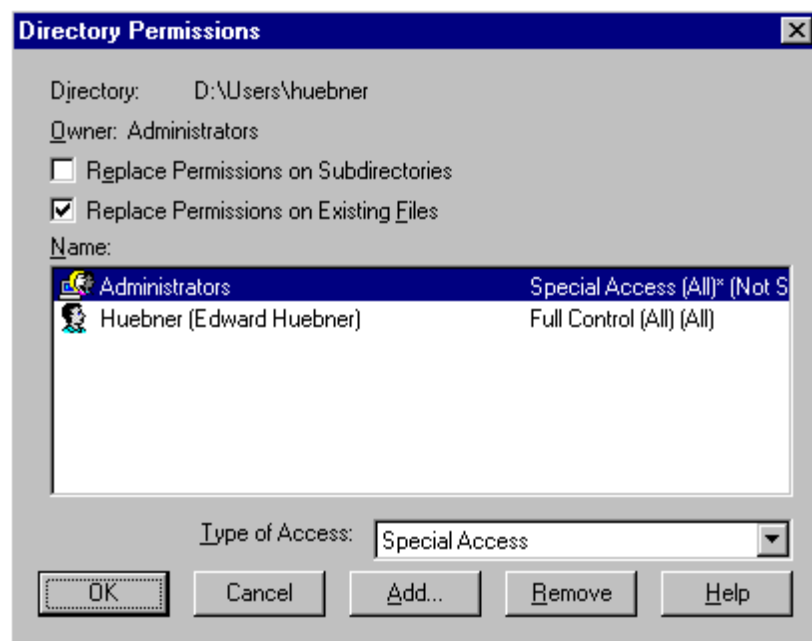 Directory Permissions
Directory: D:\Users\huebner
Owner: Administrators
Replace Permissions on Subdirectories
Replace Permissions on Existing Files
Name:
Administrators Special Access (All)* (Not S
Huebner (Edward Huebner) Full Control (All) (All)
Type of Access: Special Access
OK Cancel Add... Remove Help